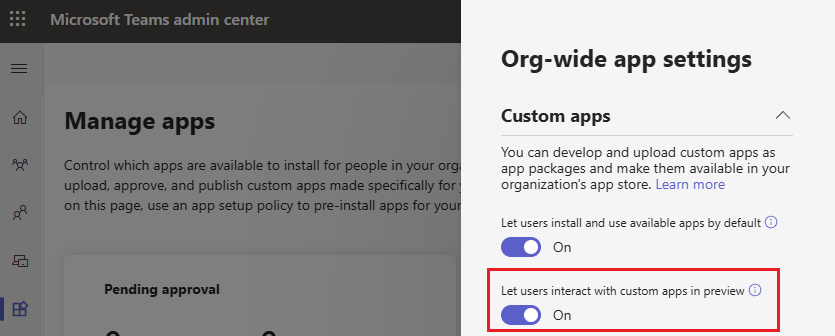 Microsoft Teams admin center
Manage apps
Control which apps are available to install for people in your
upload, approve, and publish custom apps made specifically for
on this page, use an app setup policy to pre-install apps for your
Pending approval
Org-wide app settings
Custom apps
You can develop and upload custom apps as
app packages and make them available in your
organization's app store. Learn more
Let users install and use available apps by default
On
Let users interact with custom apps in preview
On